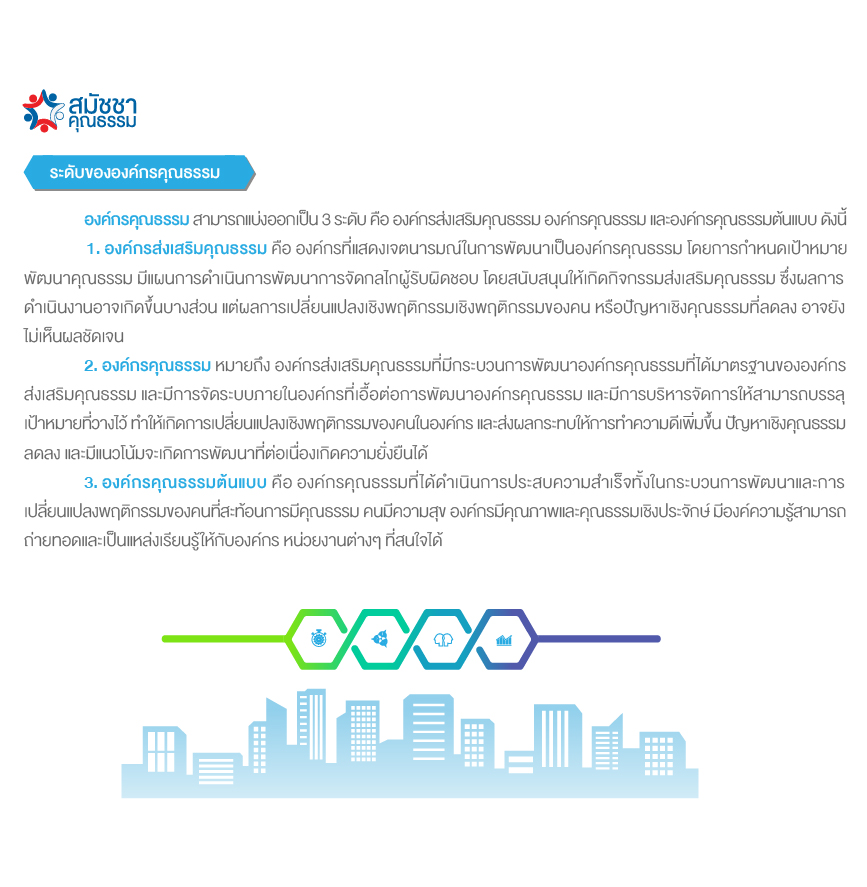 สมัชชา
คุณธรรม
ระดับขององค์กรคุณธรรม
องค์กรคุณธรรม สามารถแบ่งออกเป็น 3 ระดับ คือ องค์กรส่งเสริมคุณธรรม องค์กรคุณธรรม และองค์กรคุณธรรมต้นแบบ ดังนี้
1. องค์กรส่งเสริมคุณธรรม คือ องค์กรที่แสดงเจตนารมณ์ในการพัฒนาเป็นองค์กรคุณธรรม โดยการกำหนดเป้าหมาย
พัฒนาคุณธรรม มีแผนการดำเนินการพัฒนาการจัดกลไกผู้รับผิดชอบ โดยสนับสนุนให้เกิดกิจกรรมส่งเสริมคุณธรรม ซึ่งผลการ
ดำเนินงานอาจเกิดขึ้นบางส่วน แต่ผลการเปลี่ยนแปลงเชิงพฤติกรรมเชิงพฤติกรรมของคน หรือปัญหาเชิงคุณธรรมที่ลดลง อาจยัง
ไม่เห็นผลชัดเจน
2. องค์กรคุณธรรม หมายถึง องค์กรส่งเสริมคุณธรรมที่มีกระบวนการพัฒนาองค์กรคุณธรรมที่ได้มาตรฐานขององค์กร
ส่งเสริมคุณธรรม และมีการจัดระบบภายในองค์กรที่เอื้อต่อการพัฒนาองค์กรคุณธรรม และมีการบริหารจัดการให้สามารถบรรลุ
เป้าหมายที่วางไว้ ทำให้เกิดการเปลี่ยนแปลงเชิงพฤติกรรมของคนในองค์กร และส่งผลกระทบให้การทำความดีเพิ่มขึ้น ปัญหาเชิงคุณธรรม
ลดลง และมีแนวโน้มจะเกิดการพัฒนาที่ต่อเนื่องเกิดความยั่งยืนได้
3. องค์กรคุณธรรมต้นแบบ คือ องค์กรคุณธรรมที่ได้ดำเนินการประสบความสำเร็จทั้งในกระบวนการพัฒนาและการ
เปลี่ยนแปลงพฤติกรรมของคนที่สะท้อนการมีคุณธรรม คนมีความสุข องค์กรมีคุณภาพและคุณธรรมเชิงประจักษ์ มีองค์ความรู้สามารถ
ถ่ายทอดและเป็นแหล่งเรียนรู้ให้กับองค์กร หน่วยงานต่างๆ ที่สนใจได้